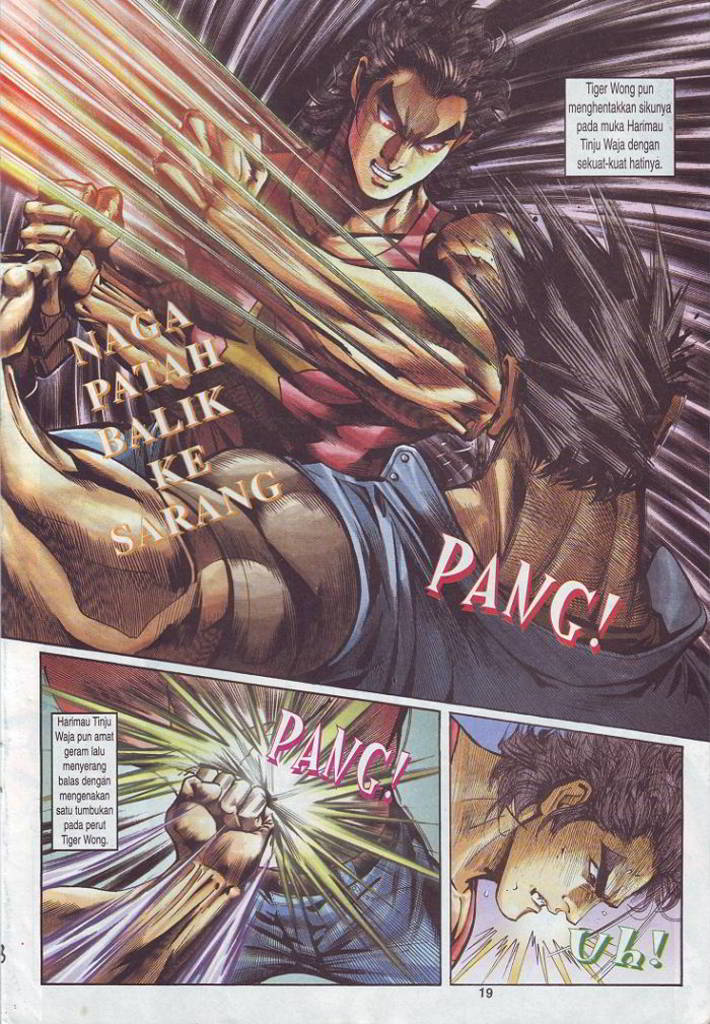 Tiger Wong pun
menghentakkan sikunya
pada muka Harimau
Tinju Waja dengan
sekuat-kuat hatinya.
NAGA
PATAH
BALIK
KE
SARANG
PANG!
Harimau Tinju
Waja pun amat
geram lalu
menyerang
balas dengan
mengenakan
satu tumbukan
pada perut
Tiger Wong.
PANG!
Uh!
19